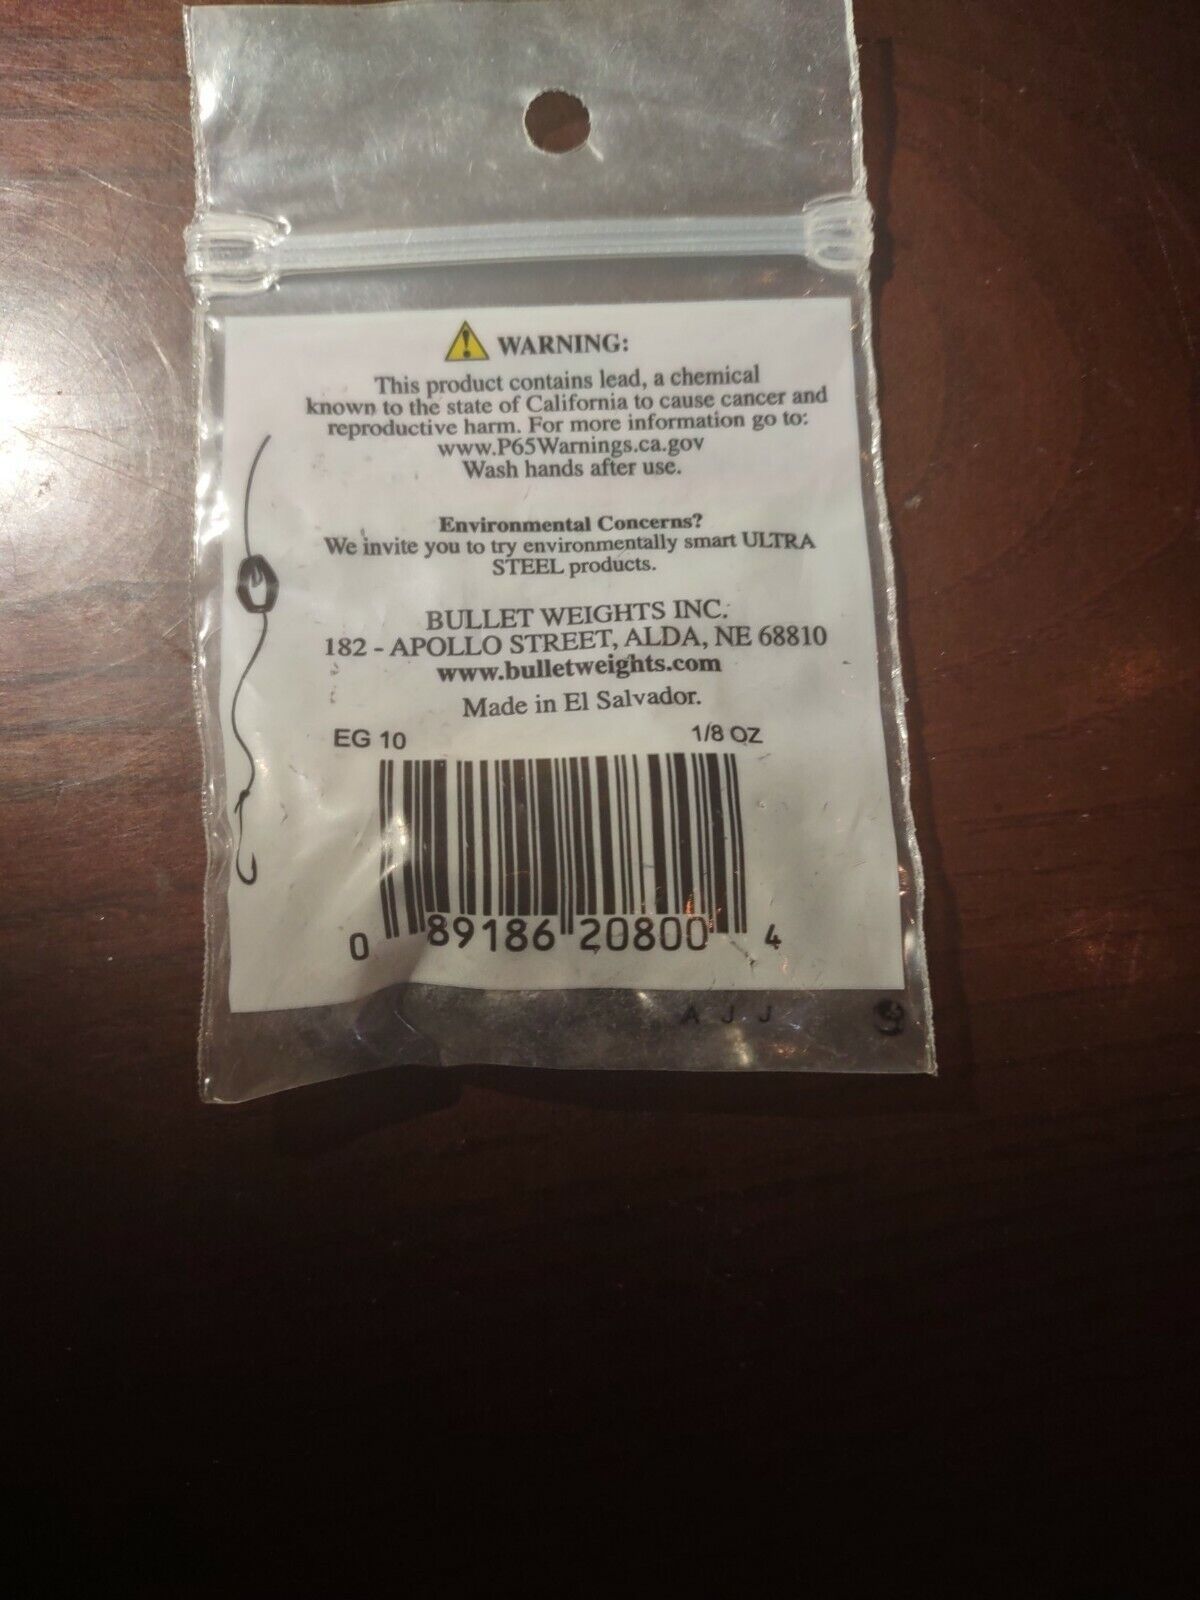 WARNING:
This product contains lead, a chemical
known to the state of California to cause cancer and
reproductive harm. For more information go to:
www.P65Warnings.ca.gov
Wash hands after use.
Environmental Concerns?
We invite you to try environmentally smart ULTRA
STEEL products.
BULLET WEIGHTS INC.
182 - APOLLO STREET, ALDA, NE 68810
www.bulletweights.com
Made in El Salvador.
EG 10 1/8 OZ
0 89186 20800 4
A J J